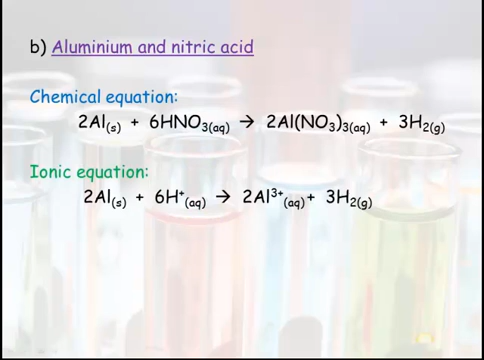 b) Aluminium and nitric acid
Chemical equation:
2Al(s) + 6HNO3(aq) → 2Al(NO3)3(aq) + 3H2(g)
Ionic equation:
2Al(s) + 6H⁺(aq) → 2Al³⁺(aq) + 3H2(g)